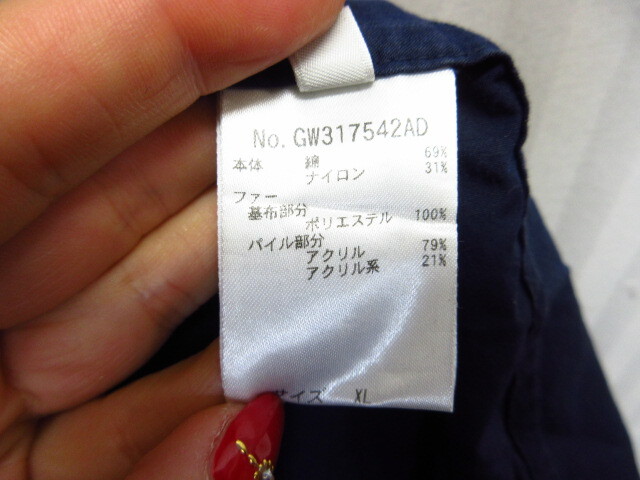 No. GW317542AD
本体 綿 69%
ナイロン 31%
ファー
基布部分
ポリエステル 100%
パイル部分
アクリル 79%
アクリル系 21%
サイズ XL